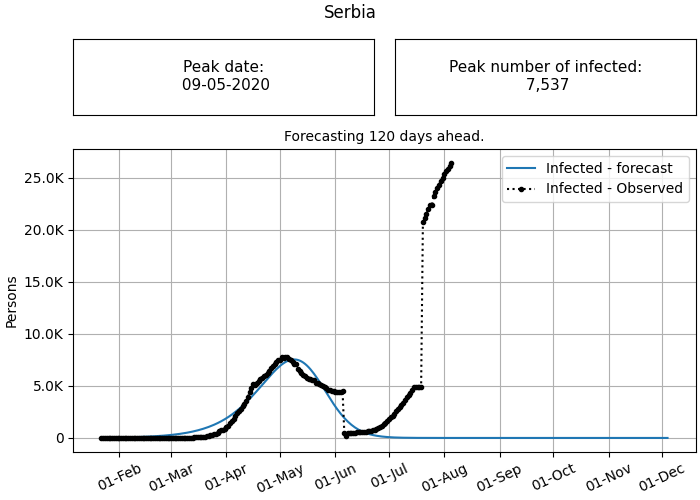 Serbia
Peak date:
09-05-2020
Peak number of infected:
7,537
Forecasting 120 days ahead.
Infected - forecast
Infected - Observed
25.0K
20.0K
15.0K
10.0K
5.0K
0
Persons
01-Feb
01-Mar
01-Apr
01-May
01-Jun
01-Jul
01-Aug
01-Sep
01-Oct
01-Nov
01-Dec